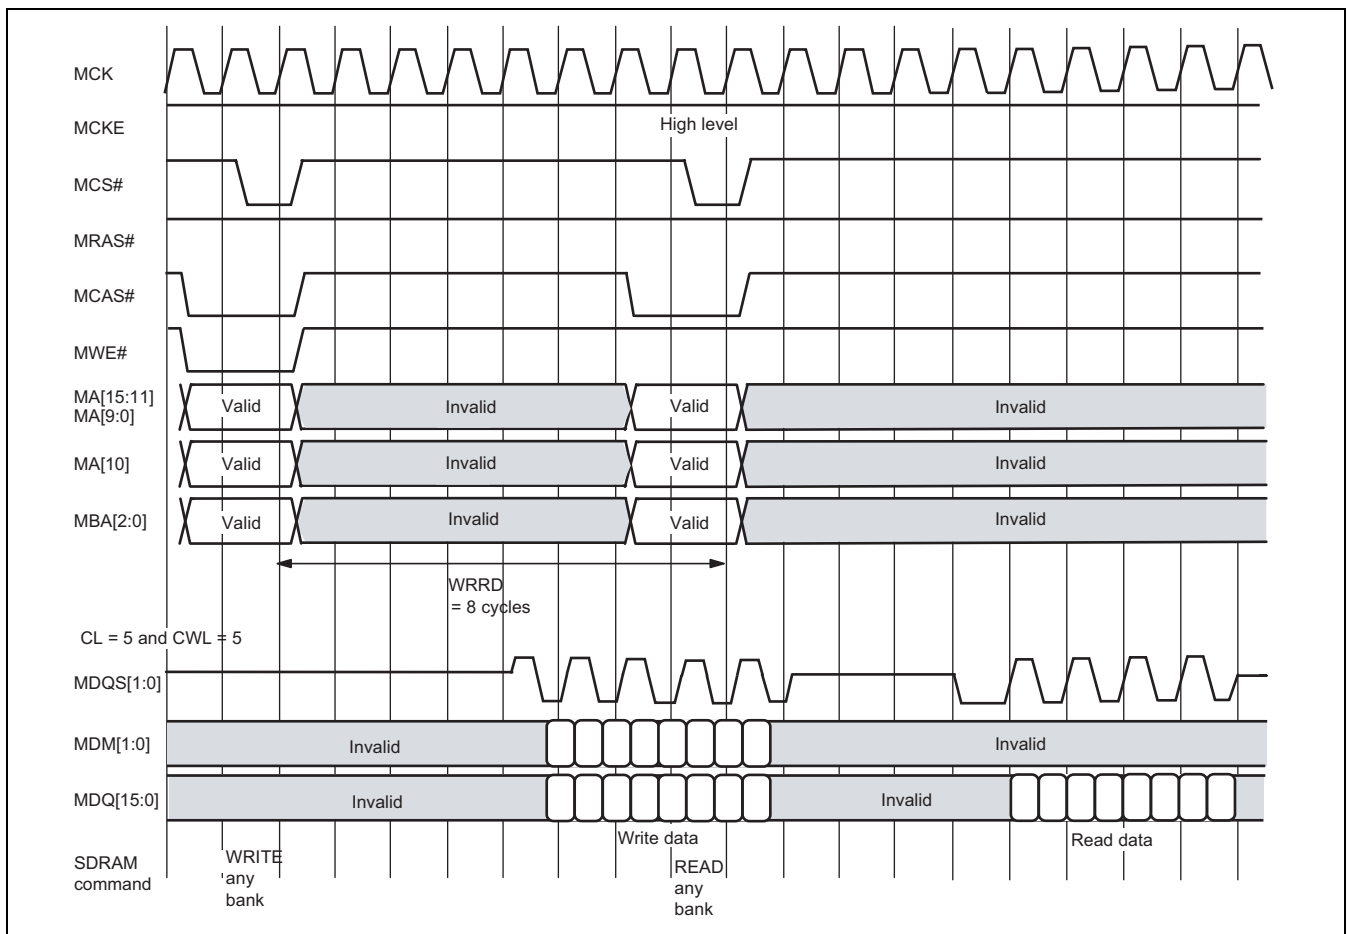 MCK
MCKE
High level
MCS#
MRAS#
MCAS#
MWE#
MA[15:11]
MA[9:0]
Valid
Invalid
Valid
Invalid
MA[10]
Valid
Invalid
Valid
Invalid
MBA[2:0]
Valid
Invalid
Valid
Invalid
WRRD
= 8 cycles
CL = 5 and CWL = 5
MDQS[1:0]
MDM[1:0]
Invalid
Invalid
MDQ[15:0]
Invalid
Invalid
Write data
Read data
SDRAM
command
WRITE
any
bank
READ
any
bank